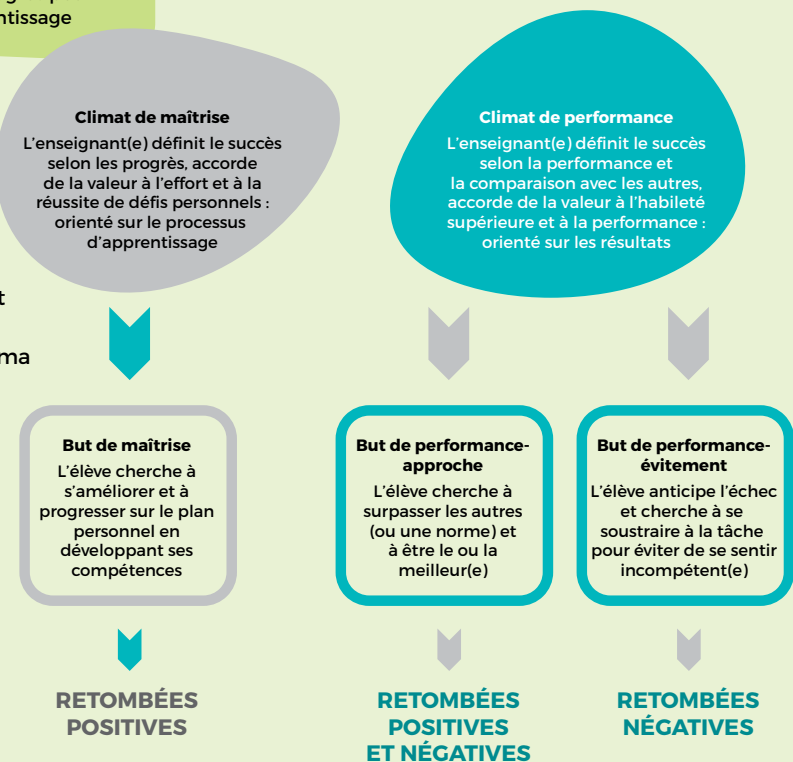 ntissage
Climat de maîtrise
L'enseignant(e) définit le succès
selon les progrès, accorde
de la valeur à l'effort et à la
réussite de défis personnels :
orienté sur le processus
d'apprentissage
Climat de performance
L'enseignant(e) définit le succès
selon la performance et
la comparaison avec les autres,
accorde de la valeur à l'habileté
supérieure et à la performance :
orienté sur les résultats
t
ma
But de maîtrise
L'élève cherche à
s'améliorer et à
progresser sur le plan
personnel en
développant ses
compétences
But de performance-
approche
L'élève cherche à
surpasser les autres
(ou une norme) et
à être le ou la
meilleur(e)
But de performance-
évitement
L'élève anticipe l'échec
et cherche à se
soustraire à la tâche
pour éviter de se sentir
incompétent(e)
RETOMBÉES
POSITIVES
RETOMBÉES
POSITIVES
ET NÉGATIVES
RETOMBÉES
NÉGATIVES